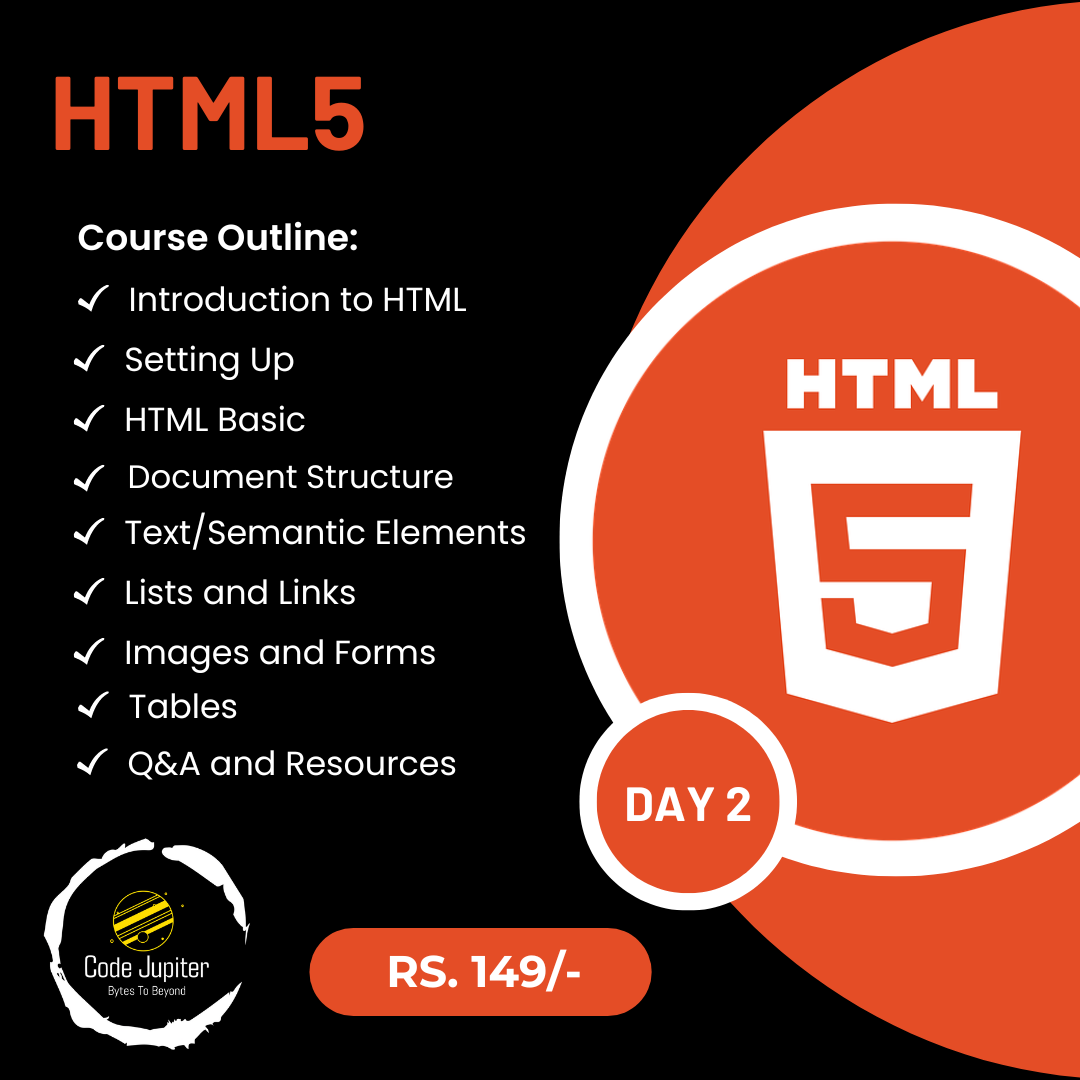 HTML5
Course Outline:
Introduction to HTML
Setting Up
HTML Basic
Document Structure
Text/Semantic Elements
Lists and Links
Images and Forms
Tables
Q&A and Resources
HTML
5
DAY 2
Code Jupiter
Bytes To Beyond
RS. 149/-